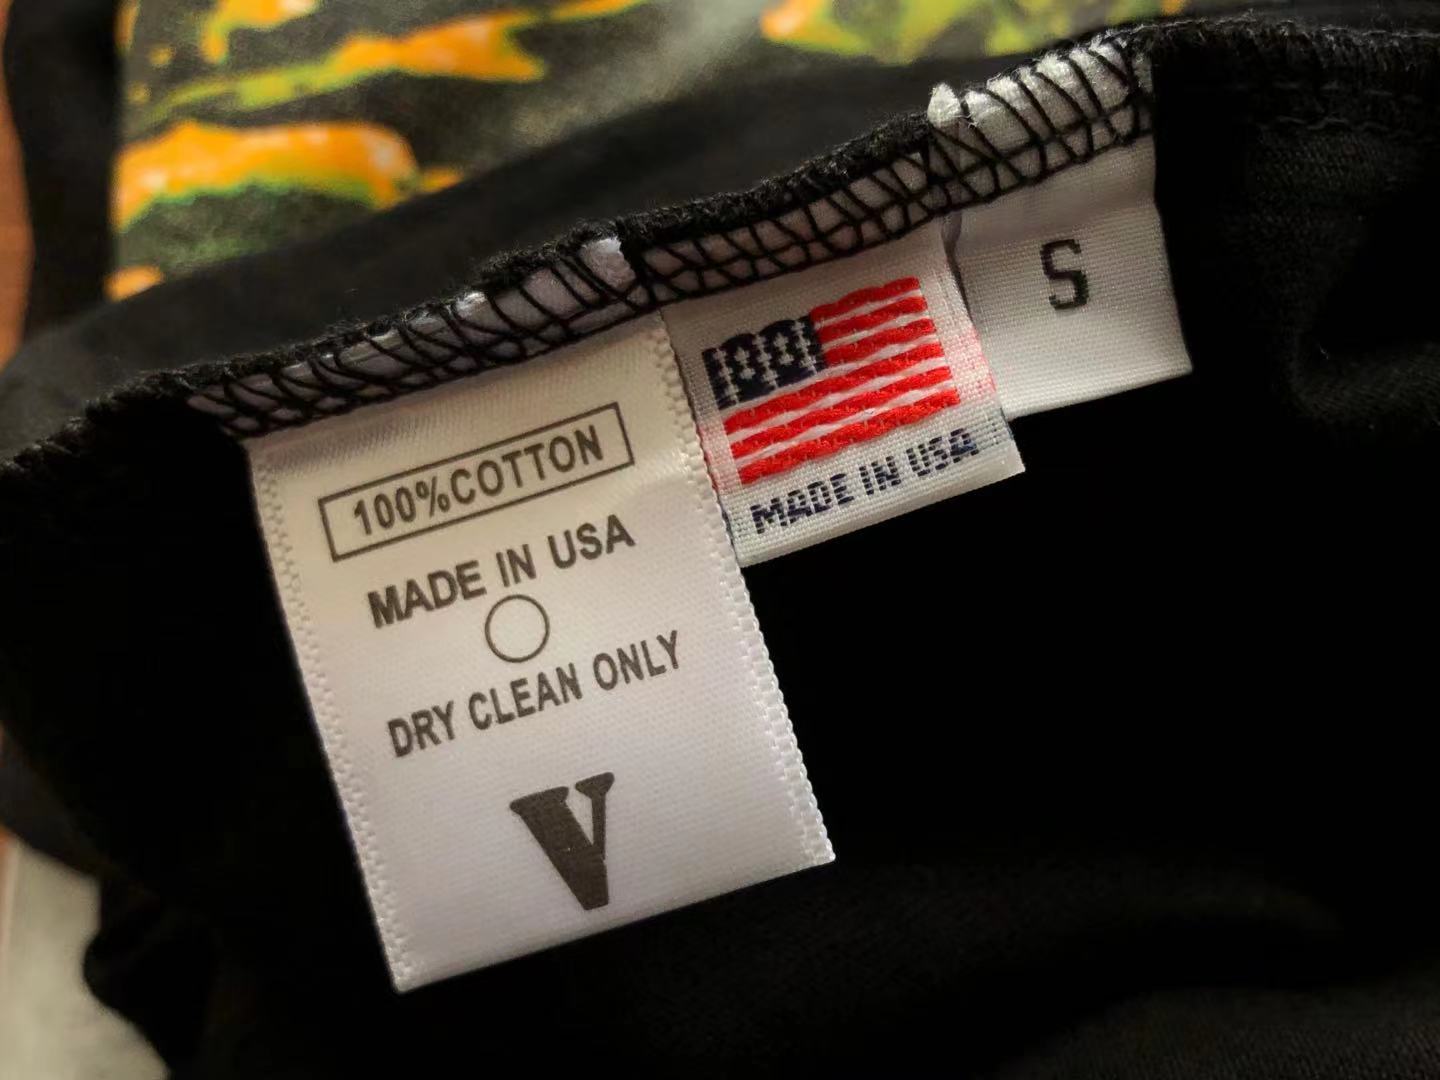 100%COTTON
MADE IN USA
DRY CLEAN ONLY
V
MADE IN USA
S